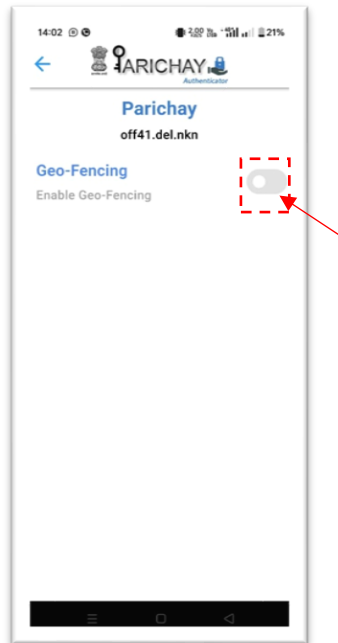 14:02
21%
PARICHAY
Authenticator
Parichay
off41.del.nkn
Geo-Fencing
Enable Geo-Fencing